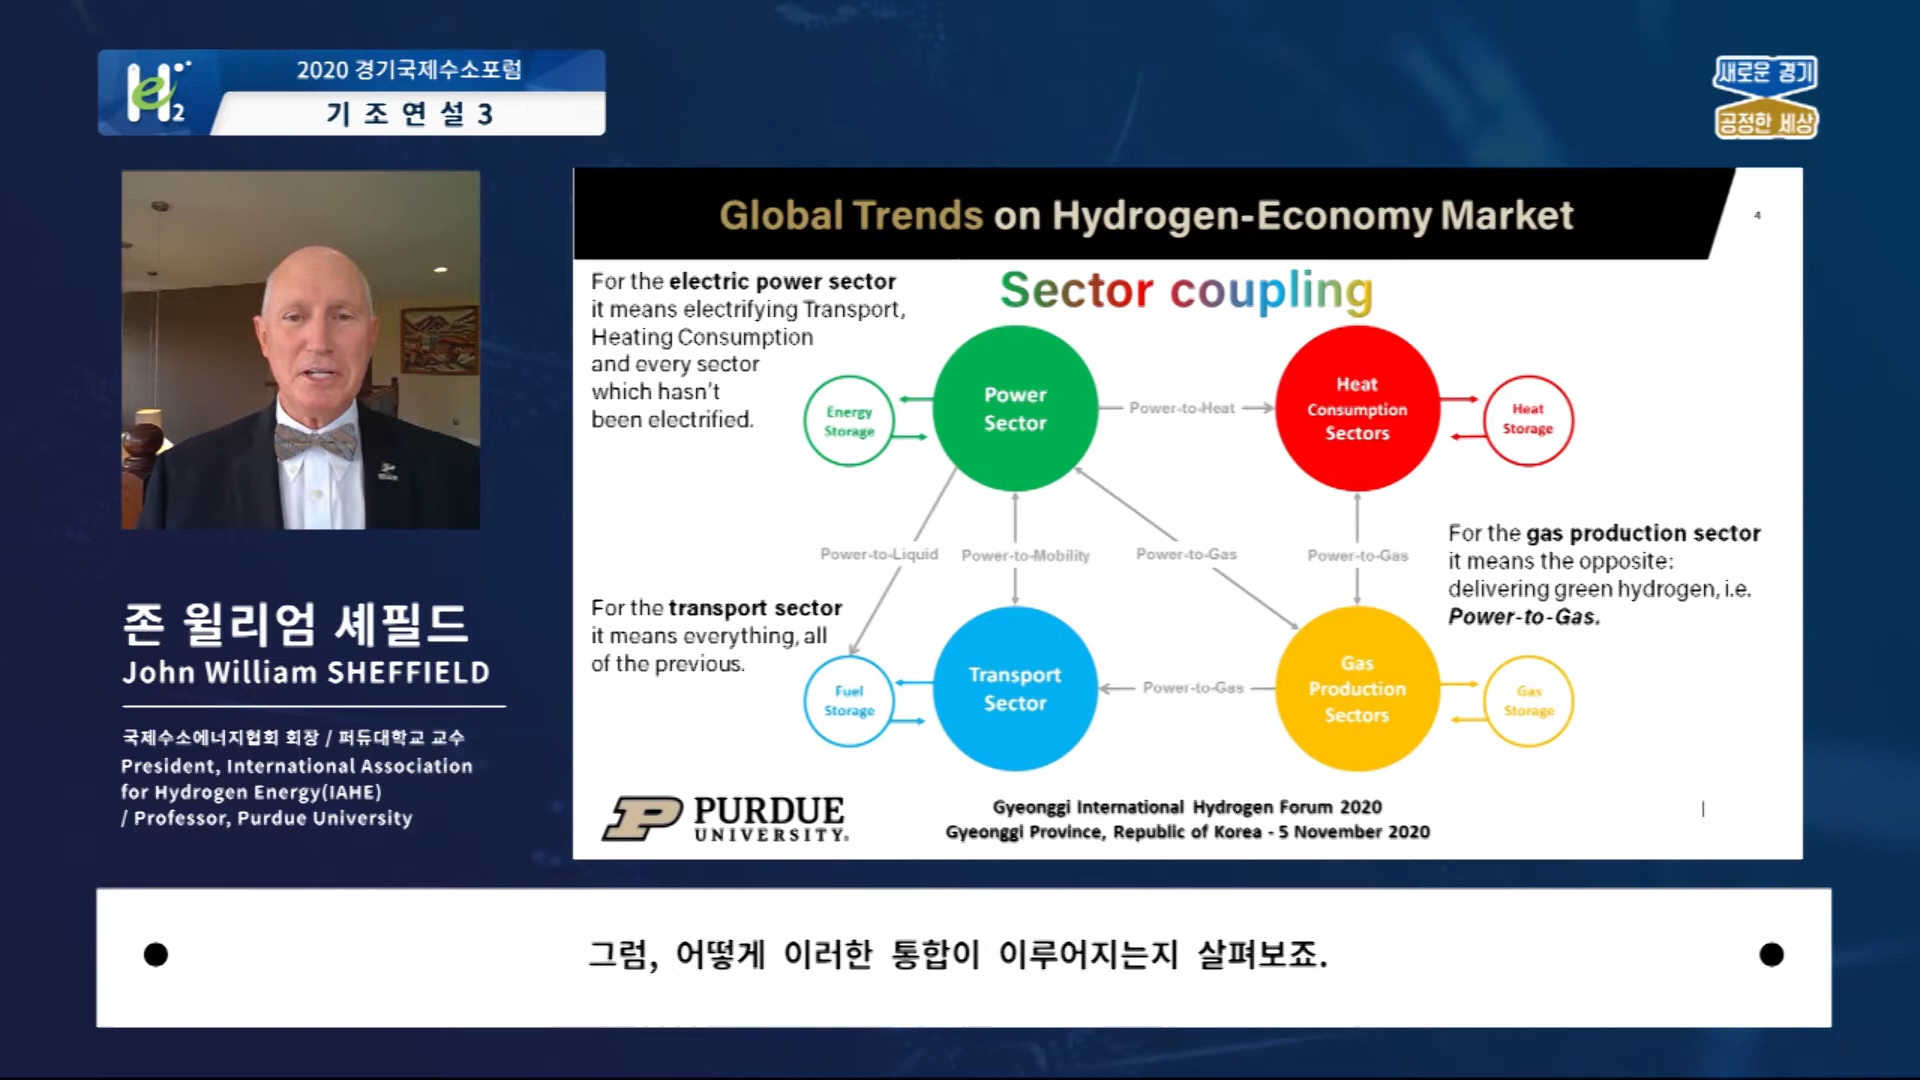 H2e
2020 경기국제수소포럼
기조연설3
새로운 경기
공정한 세상
존 윌리엄 셰필드
John William SHEFFIELD
국제수소에너지협회 회장 / 퍼듀대학교 교수
President, International Association
for Hydrogen Energy(IAHE)
/ Professor, Purdue University
Global Trends on Hydrogen-Economy Market
4
Sector coupling
For the electric power sector
it means electrifying Transport,
Heating Consumption
and every sector
which hasn't
been electrified.
Energy
Storage
Power
Sector
Power-to-Heat
Heat
Consumption
Sectors
Heat
Storage
Power-to-Liquid
Power-to-Mobility
Power-to-Gas
Power-to-Gas
For the gas production sector
it means the opposite:
delivering green hydrogen, i.e.
Power-to-Gas.
For the transport sector
it means everything, all
of the previous.
Fuel
Storage
Transport
Sector
Power-to-Gas
Gas
Production
Sectors
Gas
Storage
P PURDUE
UNIVERSITY®
Gyeonggi International Hydrogen Forum 2020
Gyeonggi Province, Republic of Korea - 5 November 2020
|
그럼, 어떻게 이러한 통합이 이루어지는지 살펴보죠.